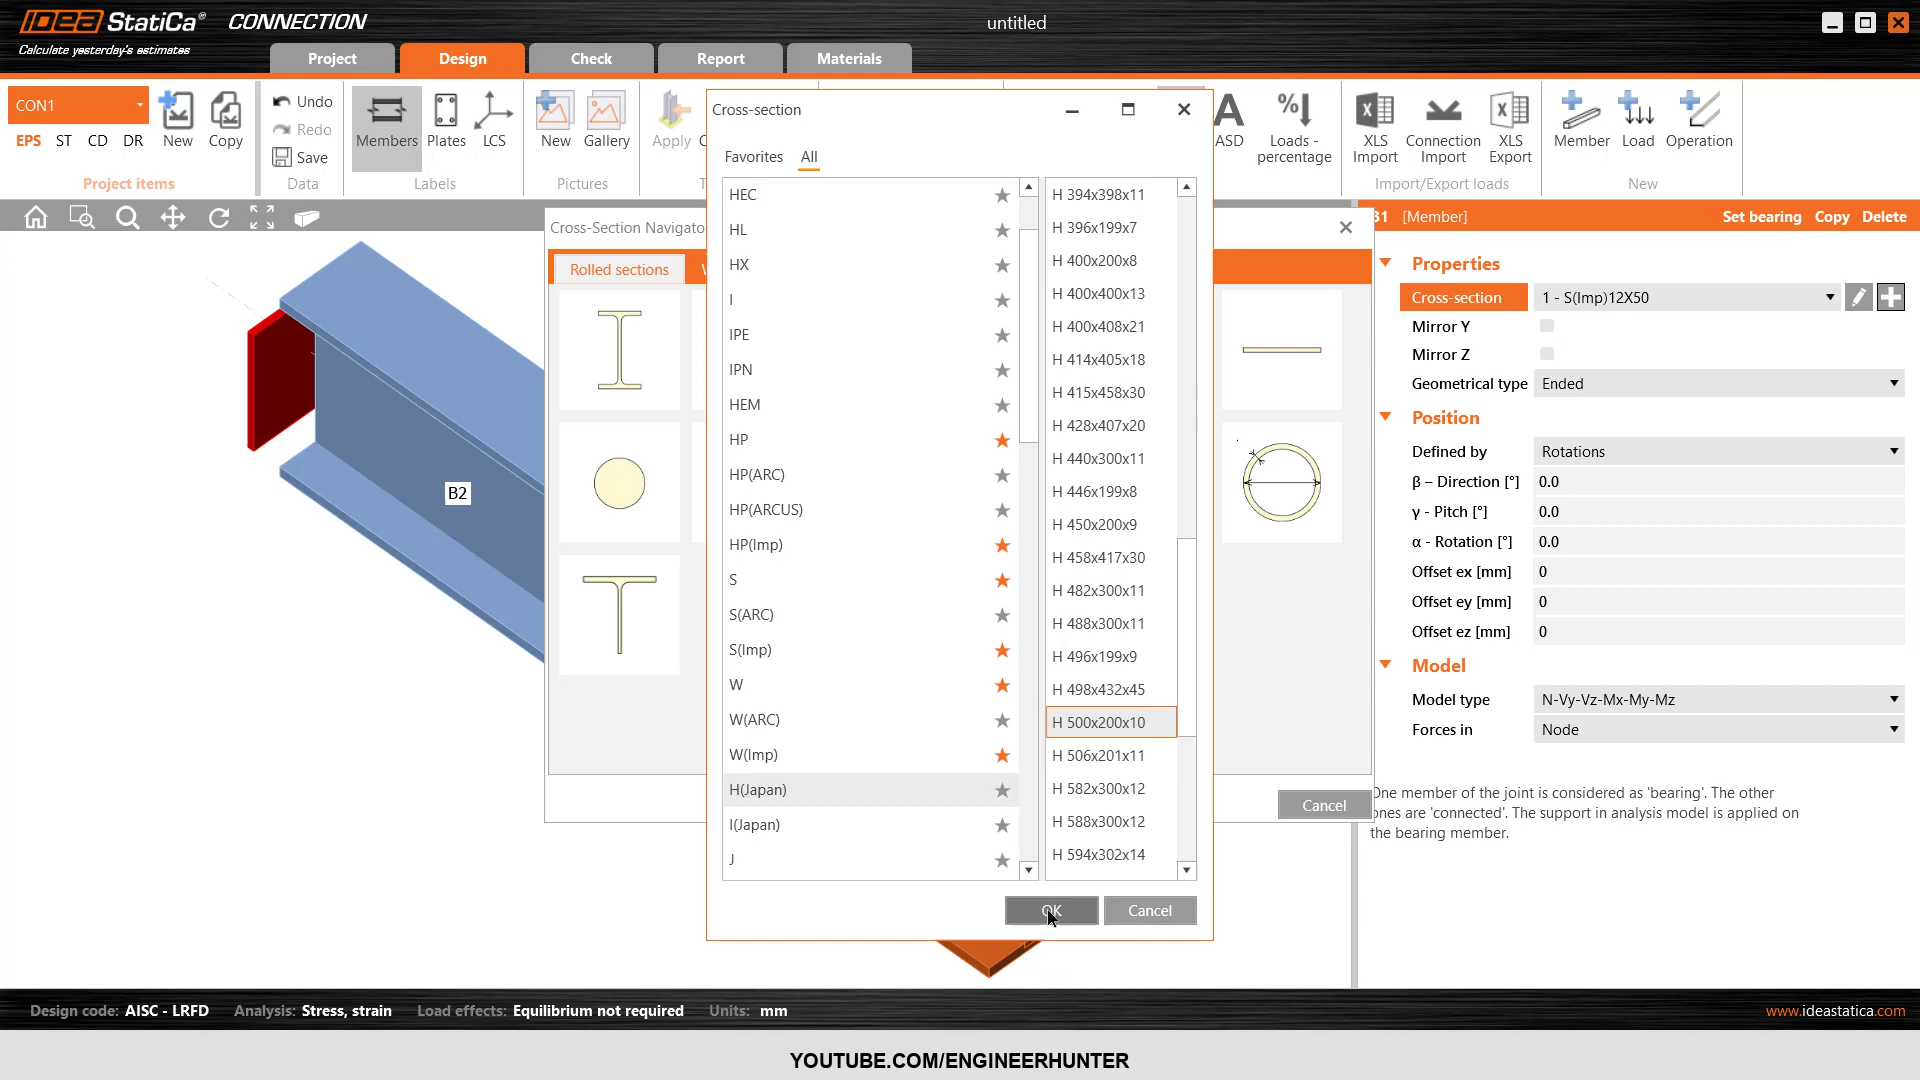 IDEA StatiCa® CONNECTION
Calculate yesterday's estimates
untitled
Project
Design
Check
Report
Materials
CON1
EPS ST CD DR
New
Copy
Project items
Undo
Redo
Save
Data
Members
Plates
LCS
Labels
New
Gallery
Pictures
Apply
ASD
Loads -
percentage
XLS
Import
Connection
Import
XLS
Export
Import/Export loads
Member
Load
Operation
New
Cross-Section Navigato
Rolled sections
Cancel
Cross-section
Favorites
All
HEC
HL
HX
I
IPE
IPN
HEM
HP
HP(ARC)
HP(ARCUS)
HP(Imp)
S
S(ARC)
S(Imp)
W
W(ARC)
W(Imp)
H(Japan)
I(Japan)
J
H 394x398x11
H 396x199x7
H 400x200x8
H 400x400x13
H 400x408x21
H 414x405x18
H 415x458x30
H 428x407x20
H 440x300x11
H 446x199x8
H 450x200x9
H 458x417x30
H 482x300x11
H 488x300x11
H 496x199x9
H 498x432x45
H 500x200x10
H 506x201x11
H 582x300x12
H 588x300x12
H 594x302x14
OK
Cancel
B2
B1 [Member]
Set bearing Copy Delete
Properties
Cross-section 1 - S(Imp)12X50
Mirror Y
Mirror Z
Geometrical type Ended
Position
Defined by Rotations
β – Direction [°] 0.0
γ - Pitch [°] 0.0
α - Rotation [°] 0.0
Offset ex [mm] 0
Offset ey [mm] 0
Offset ez [mm] 0
Model
Model type N-Vy-Vz-Mx-My-Mz
Forces in Node
One member of the joint is considered as 'bearing'. The other
ones are 'connected'. The support in analysis model is applied on
the bearing member.
Design code: AISC - LRFD Analysis: Stress, strain Load effects: Equilibrium not required Units: mm
www.ideastatica.com
YOUTUBE.COM/ENGINEERHUNTER